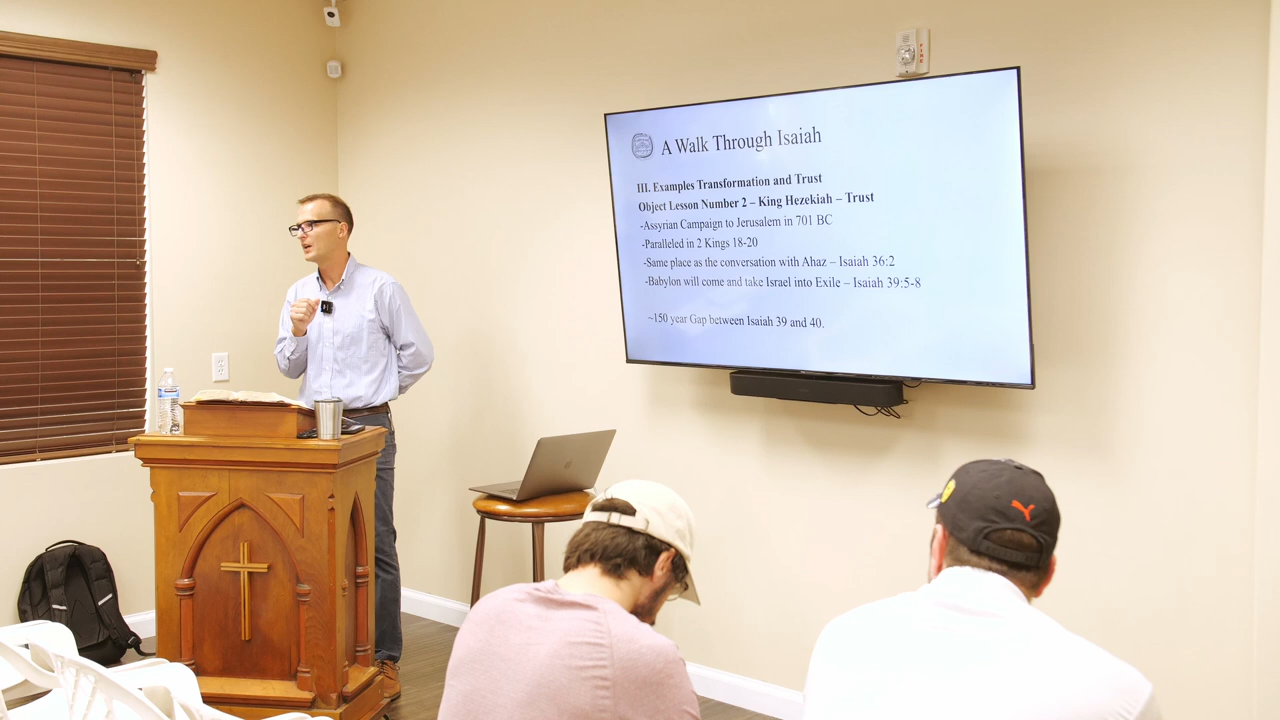 FIRE
A Walk Through Isaiah
III. Examples Transformation and Trust
Object Lesson Number 2 – King Hezekiah – Trust
-Assyrian Campaign to Jerusalem in 701 BC
-Paralleled in 2 Kings 18-20
-Same place as the conversation with Ahaz – Isaiah 36:2
-Babylon will come and take Israel into Exile – Isaiah 39:5-8
~150 year Gap between Isaiah 39 and 40.